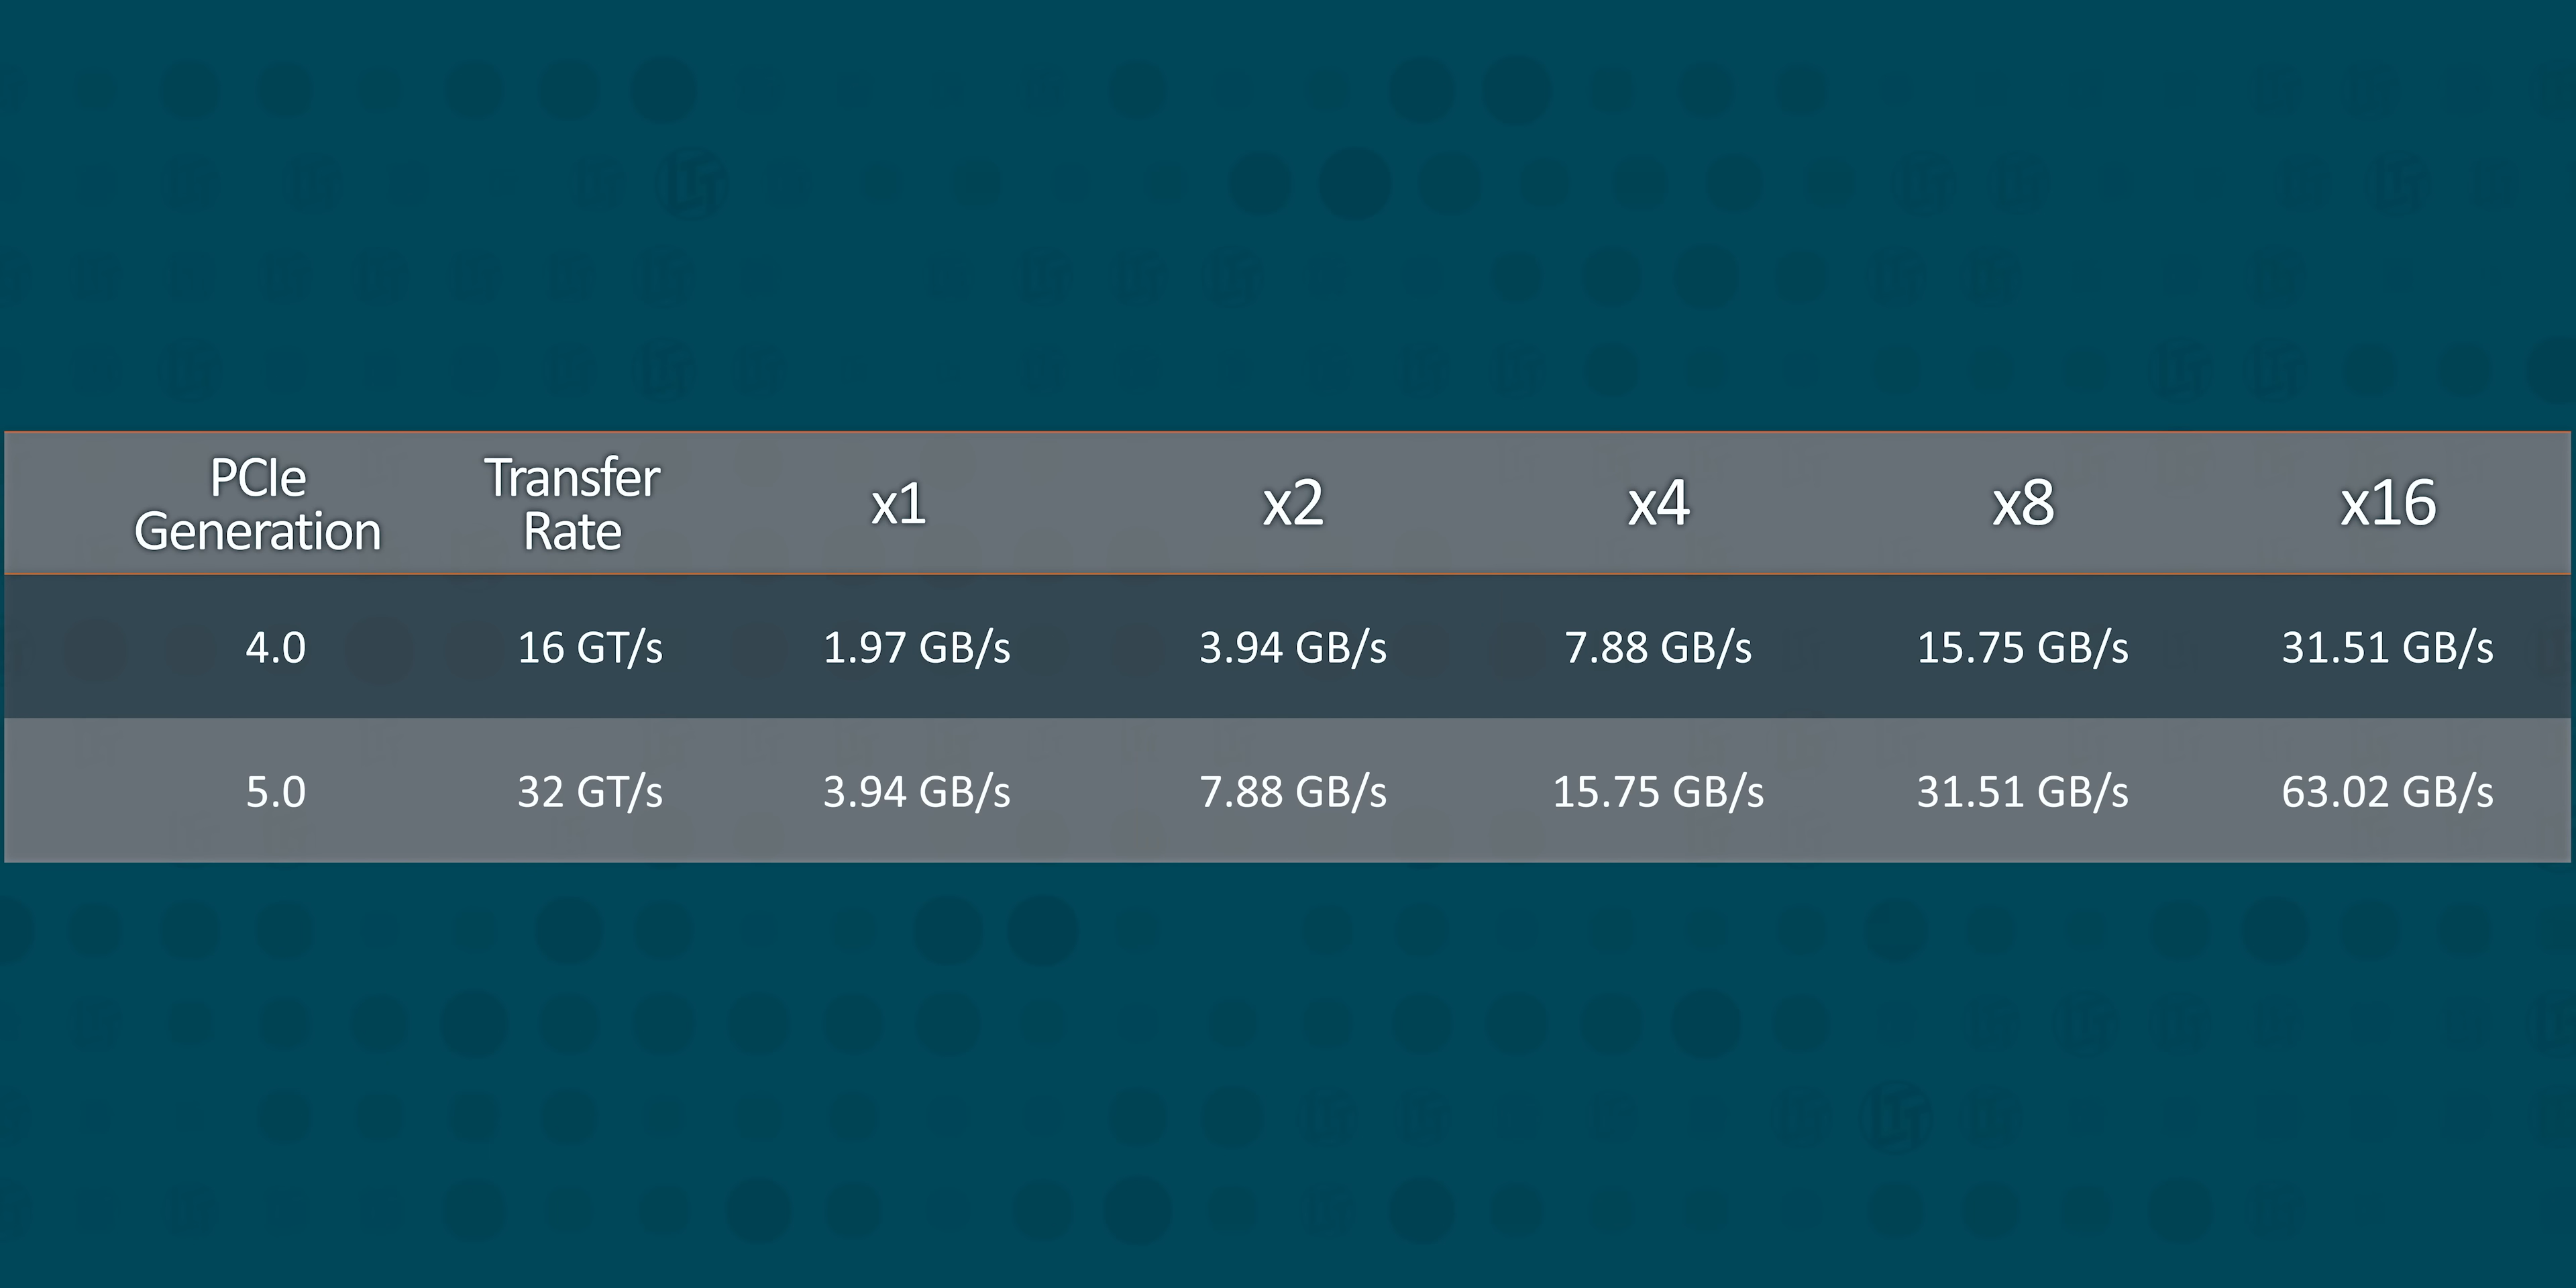 PCIe Generation Transfer Rate x1 x2 x4 x8 x16
4.0 16 GT/s 1.97 GB/s 3.94 GB/s 7.88 GB/s 15.75 GB/s 31.51 GB/s
5.0 32 GT/s 3.94 GB/s 7.88 GB/s 15.75 GB/s 31.51 GB/s 63.02 GB/s